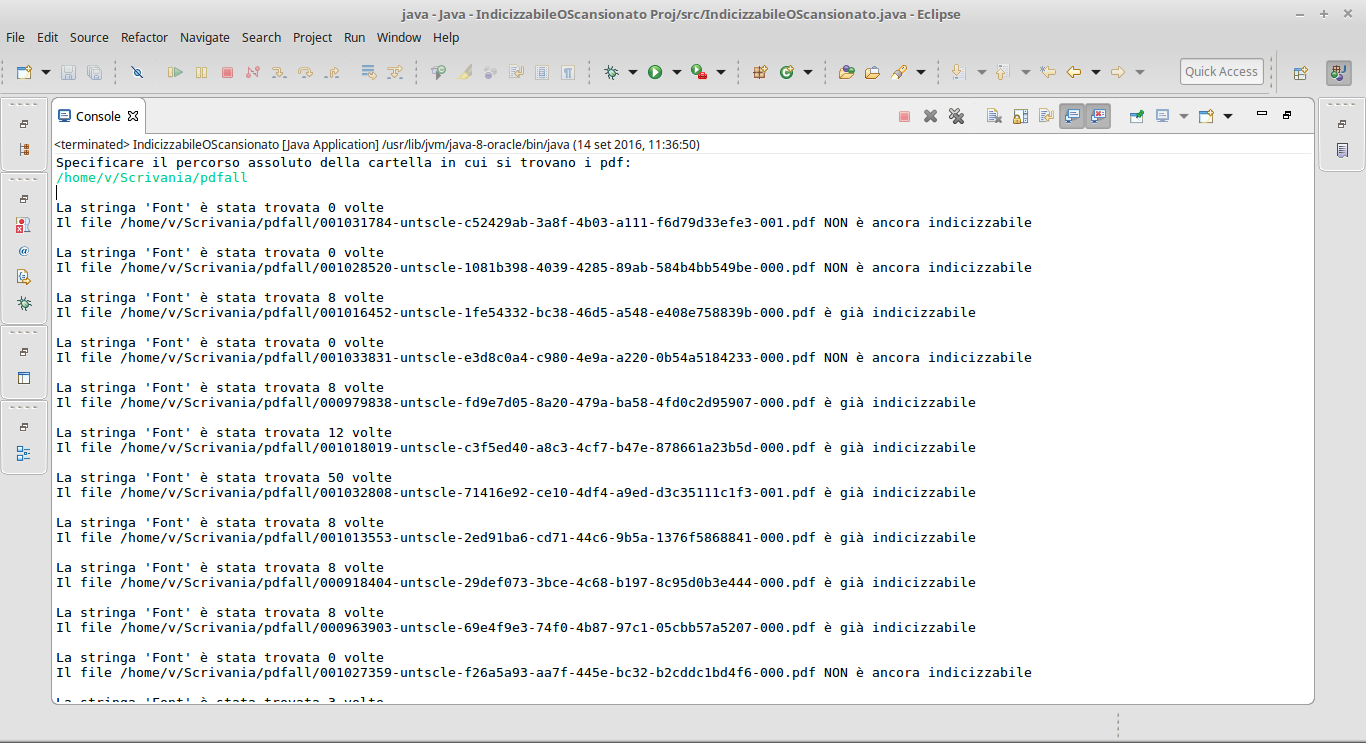 java - Java - IndicizzabileOScansionato Proj/src/IndicizzabileOScansionato.java - Eclipse
File Edit Source Refactor Navigate Search Project Run Window Help
Quick Access
Console
<terminated> IndicizzabileOScansionato [Java Application] /usr/lib/jvm/java-8-oracle/bin/java (14 set 2016, 11:36:50)
Specificare il percorso assoluto della cartella in cui si trovano i pdf:
/home/v/Scrivania/pdfall
La stringa 'Font' è stata trovata 0 volte
Il file /home/v/Scrivania/pdfall/001031784-untscle-c52429ab-3a8f-4b03-a111-f6d79d33efe3-001.pdf NON è ancora indicizzabile
La stringa 'Font' è stata trovata 0 volte
Il file /home/v/Scrivania/pdfall/001028520-untscle-1081b398-4039-4285-89ab-584b4bb549be-000.pdf NON è ancora indicizzabile
La stringa 'Font' è stata trovata 8 volte
Il file /home/v/Scrivania/pdfall/001016452-untscle-1fe54332-bc38-46d5-a548-e408e758839b-000.pdf è già indicizzabile
La stringa 'Font' è stata trovata 0 volte
Il file /home/v/Scrivania/pdfall/001033831-untscle-e3d8c0a4-c980-4e9a-a220-0b54a5184233-000.pdf NON è ancora indicizzabile
La stringa 'Font' è stata trovata 8 volte
Il file /home/v/Scrivania/pdfall/000979838-untscle-fd9e7d05-8a20-479a-ba58-4fd0c2d95907-000.pdf è già indicizzabile
La stringa 'Font' è stata trovata 12 volte
Il file /home/v/Scrivania/pdfall/001018019-untscle-c3f5ed40-a8c3-4cf7-b47e-878661a23b5d-000.pdf è già indicizzabile
La stringa 'Font' è stata trovata 50 volte
Il file /home/v/Scrivania/pdfall/001032808-untscle-71416e92-ce10-4df4-a9ed-d3c35111c1f3-001.pdf è già indicizzabile
La stringa 'Font' è stata trovata 8 volte
Il file /home/v/Scrivania/pdfall/001013553-untscle-2ed91ba6-cd71-44c6-9b5a-1376f5868841-000.pdf è già indicizzabile
La stringa 'Font' è stata trovata 8 volte
Il file /home/v/Scrivania/pdfall/000918404-untscle-29def073-3bce-4c68-b197-8c95d0b3e444-000.pdf è già indicizzabile
La stringa 'Font' è stata trovata 8 volte
Il file /home/v/Scrivania/pdfall/000963903-untscle-69e4f9e3-74f0-4b87-97c1-05cbb57a5207-000.pdf è già indicizzabile
La stringa 'Font' è stata trovata 0 volte
Il file /home/v/Scrivania/pdfall/001027359-untscle-f26a5a93-aa7f-445e-bc32-b2cddc1bd4f6-000.pdf NON è ancora indicizzabile
La stringa 'Font' è stata trovata 3 volte